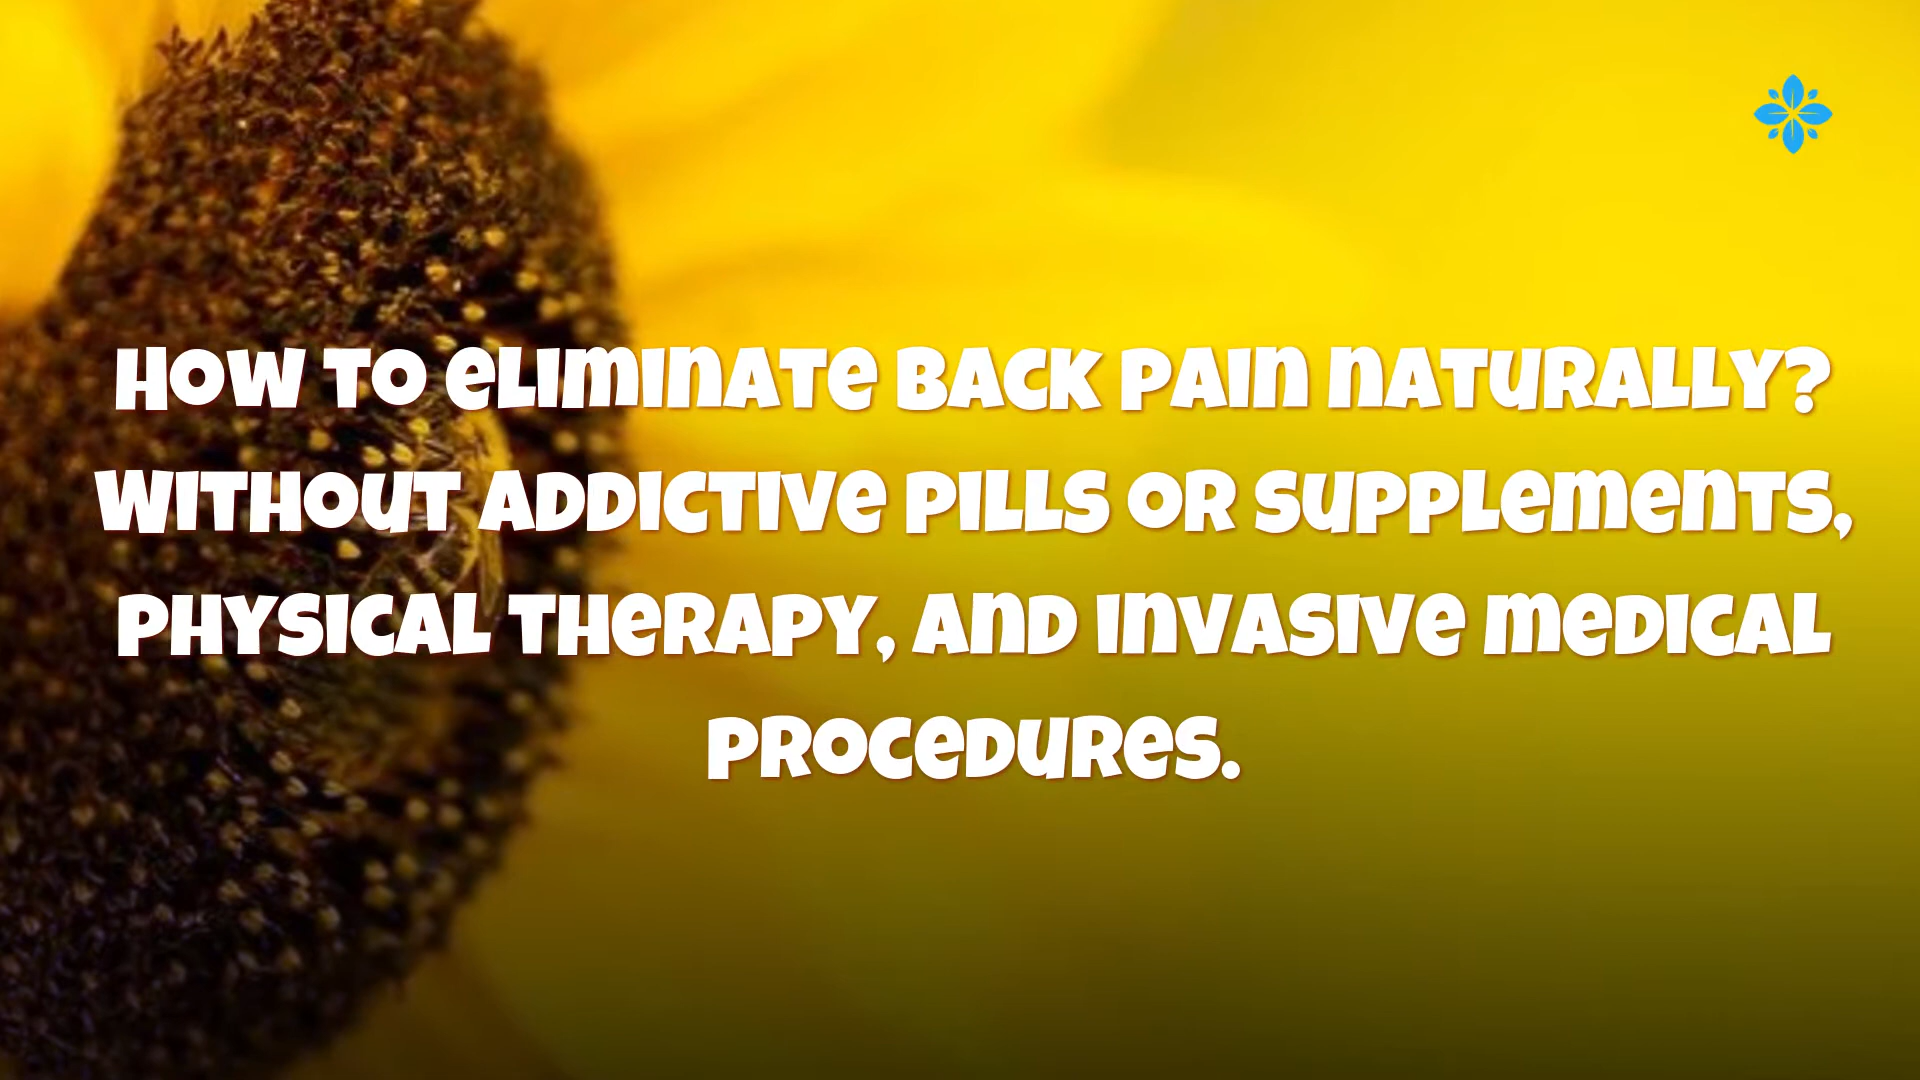 How to eliminate back pain naturally?
Without addictive pills or supplements,
physical therapy, and invasive medical
procedures.